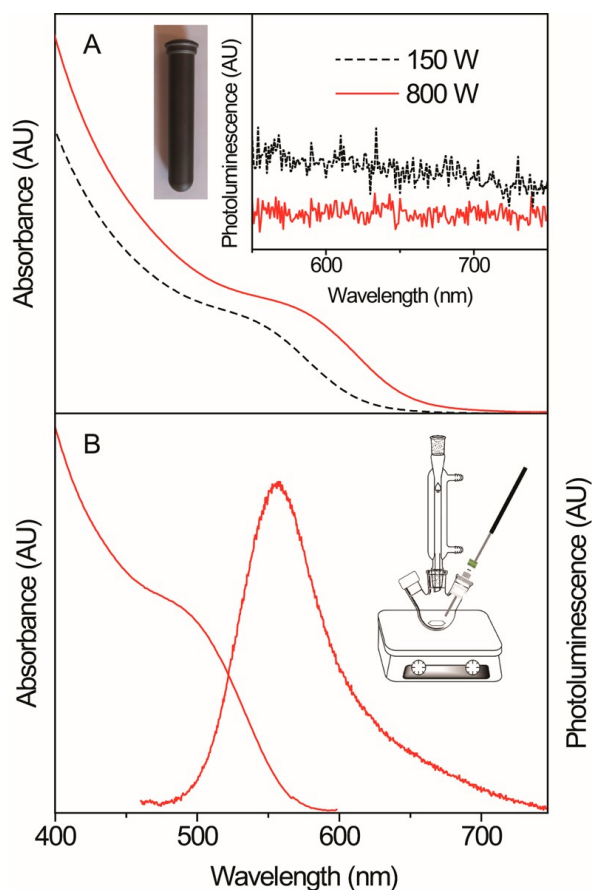 A
Absorbance (AU)
Photoluminescence (AU)
150 W
800 W
600
700
Wavelength (nm)
B
Absorbance (AU)
Photoluminescence (AU)
400
500
600
700
Wavelength (nm)